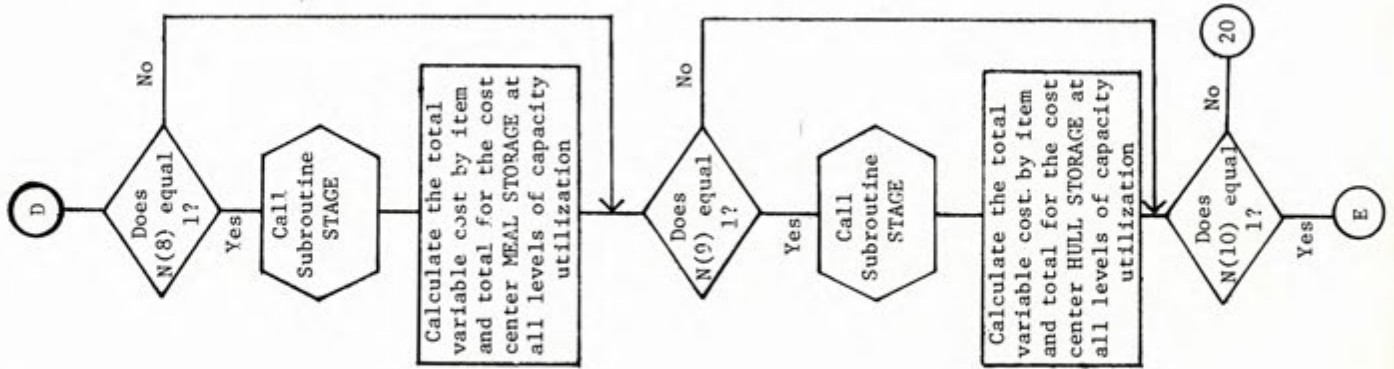 D
Does
N(8) equal
1?
No
Yes
Call
Subroutine
STAGE
Calculate the total
variable cost by item
and total for the cost
center MEAL STORAGE at
all levels of capacity
utilization
Does
N(9) equal
1?
No
Yes
Call
Subroutine
STAGE
Calculate the total
variable cost by item
and total for the cost
center HULL STORAGE at
all levels of capacity
utilization
Does
N(10) equal
1?
No
20
Yes
E